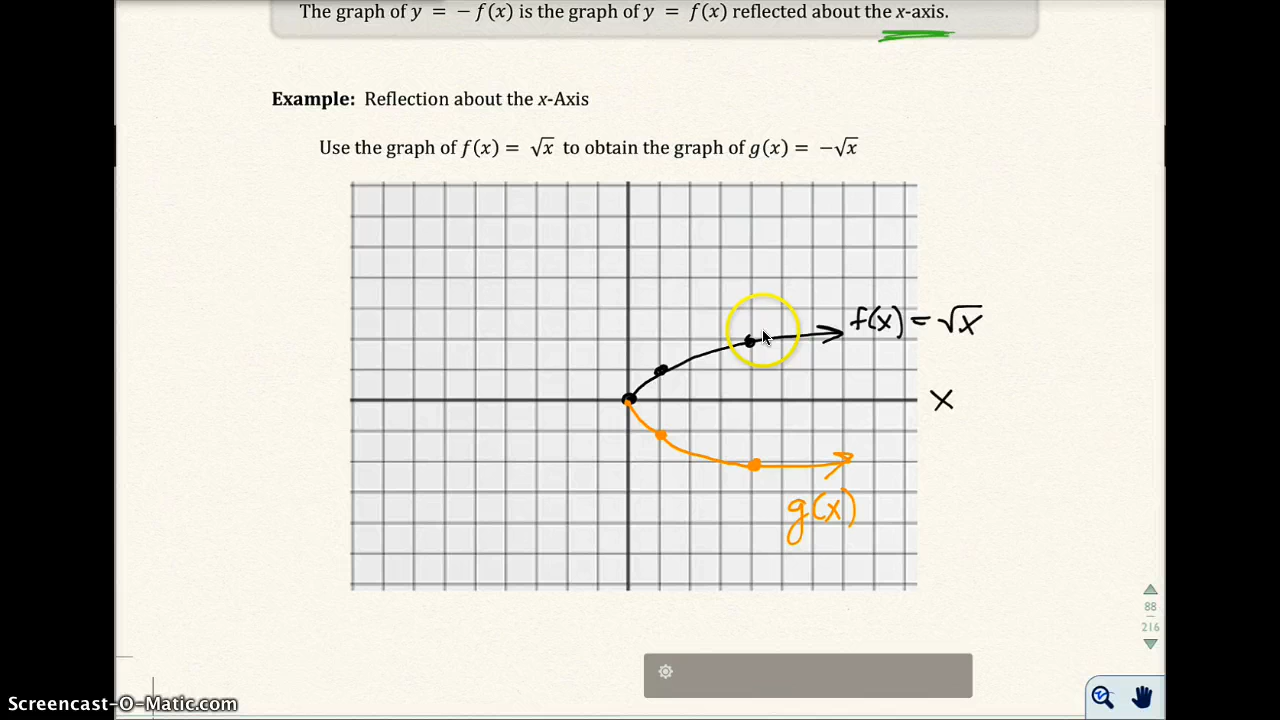 The graph of y = − f(x) is the graph of y = f(x) reflected about the x-axis.
Example: Reflection about the x-Axis
Use the graph of f(x) = √x to obtain the graph of g(x) = −√x
f(x) = √x
x
g(x)
88
216
Screencast-O-Matic.com